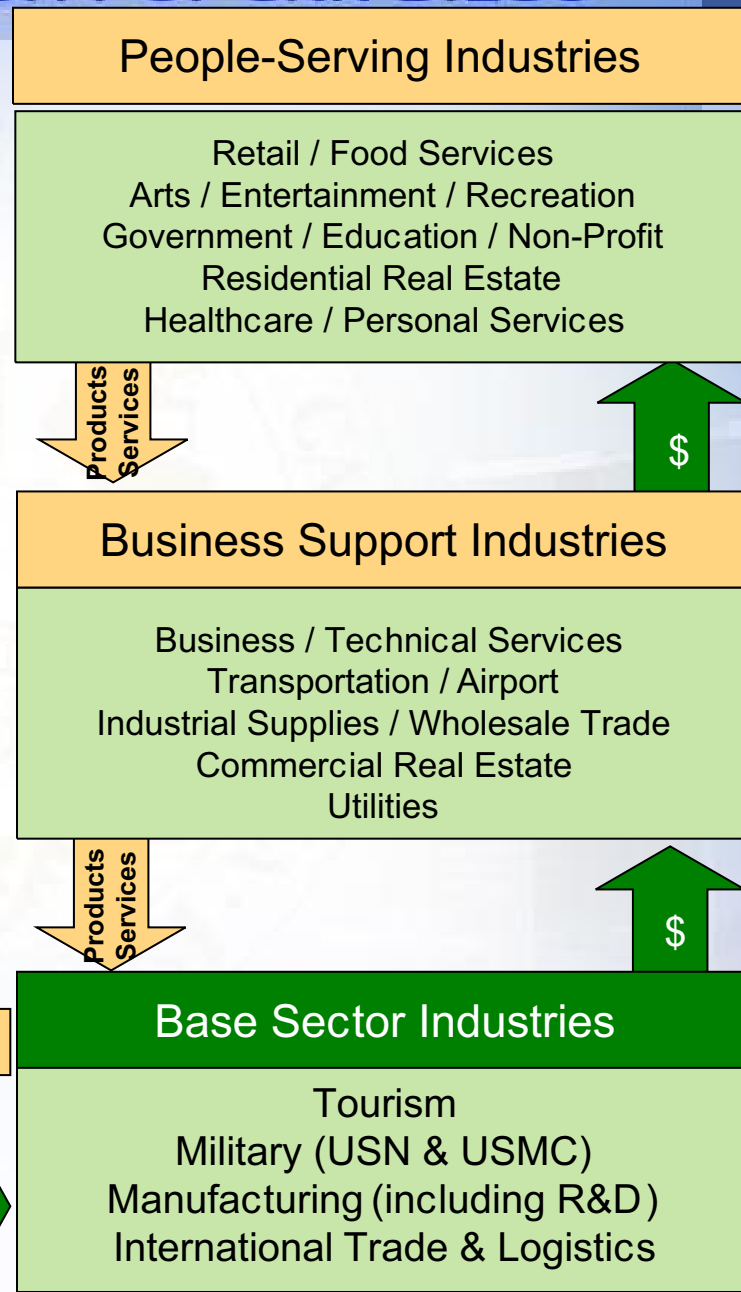 People-Serving Industries
Retail / Food Services
Arts / Entertainment / Recreation
Government / Education / Non-Profit
Residential Real Estate
Healthcare / Personal Services
Products
Services
$
Business Support Industries
Business / Technical Services
Transportation / Airport
Industrial Supplies / Wholesale Trade
Commercial Real Estate
Utilities
Products
Services
$
Base Sector Industries
Tourism
Military (USN & USMC)
Manufacturing (including R&D)
International Trade & Logistics